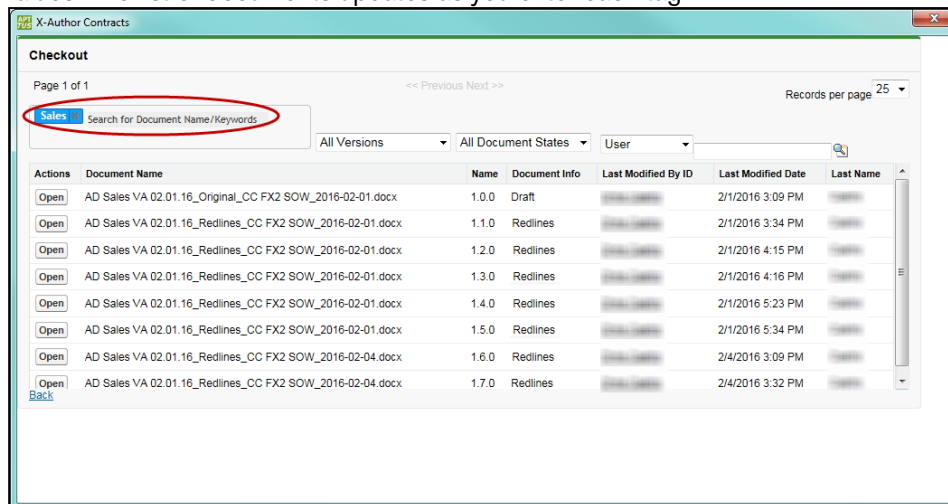 APT TUS X-Author Contracts x
Checkout
Page 1 of 1 << Previous Next >> Records per page 25
Sales x Search for Document Name/Keywords
All Versions All Document States User
Actions Document Name Name Document Info Last Modified By ID Last Modified Date Last Name
Open AD Sales VA 02.01.16_Original_CC FX2 SOW_2016-02-01.docx 1.0.0 Draft 2/1/2016 3:09 PM
Open AD Sales VA 02.01.16_Redlines_CC FX2 SOW_2016-02-01.docx 1.1.0 Redlines 2/1/2016 3:34 PM
Open AD Sales VA 02.01.16_Redlines_CC FX2 SOW_2016-02-01.docx 1.2.0 Redlines 2/1/2016 4:15 PM
Open AD Sales VA 02.01.16_Redlines_CC FX2 SOW_2016-02-01.docx 1.3.0 Redlines 2/1/2016 4:16 PM
Open AD Sales VA 02.01.16_Redlines_CC FX2 SOW_2016-02-01.docx 1.4.0 Redlines 2/1/2016 5:23 PM
Open AD Sales VA 02.01.16_Redlines_CC FX2 SOW_2016-02-01.docx 1.5.0 Redlines 2/1/2016 5:34 PM
Open AD Sales VA 02.01.16_Redlines_CC FX2 SOW_2016-02-04.docx 1.6.0 Redlines 2/4/2016 3:09 PM
Open AD Sales VA 02.01.16_Redlines_CC FX2 SOW_2016-02-04.docx 1.7.0 Redlines 2/4/2016 3:32 PM
Back